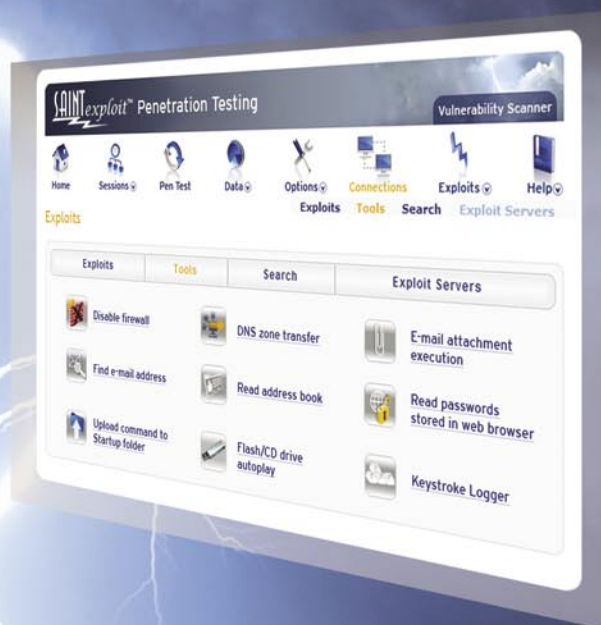 SAINTexploit™ Penetration Testing
Vulnerability Scanner
Home Sessions Pen Test Data Options Connections Exploits Help
Exploits Tools Search Exploit Servers
Exploits
Exploits Tools Search Exploit Servers
Disable firewall
DNS zone transfer
E-mail attachment
execution
Find e-mail address
Read address book
Read passwords
stored in web browser
Upload command to
Startup folder
Flash/CD drive
autoplay
Keystroke Logger